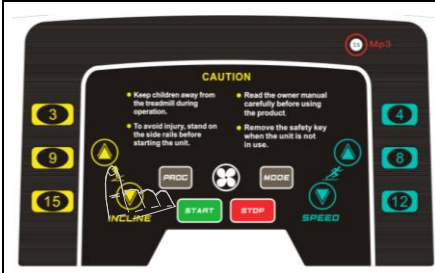 Mp3
CAUTION
● Keep children away from
the treadmill during
operation.
● To avoid injury, stand on
the side rails before
starting the unit.
● Read the owner manual
carefully before using
the product.
● Remove the safety key
when the unit is not
in use.
3
9
15
4
8
12
PROG
MODE
START
STOP
INCLINE
SPEED